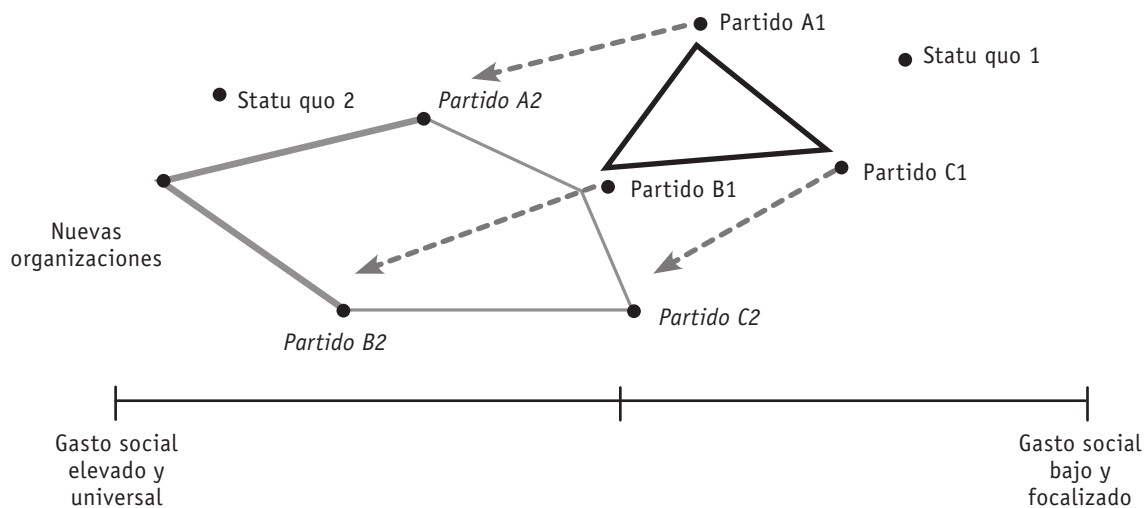 Partido A1
Statu quo 1
Statu quo 2
Partido A2
Partido C1
Partido B1
Nuevas
organizaciones
Partido C2
Partido B2
Gasto social
elevado y
universal
Gasto social
bajo y
focalizado